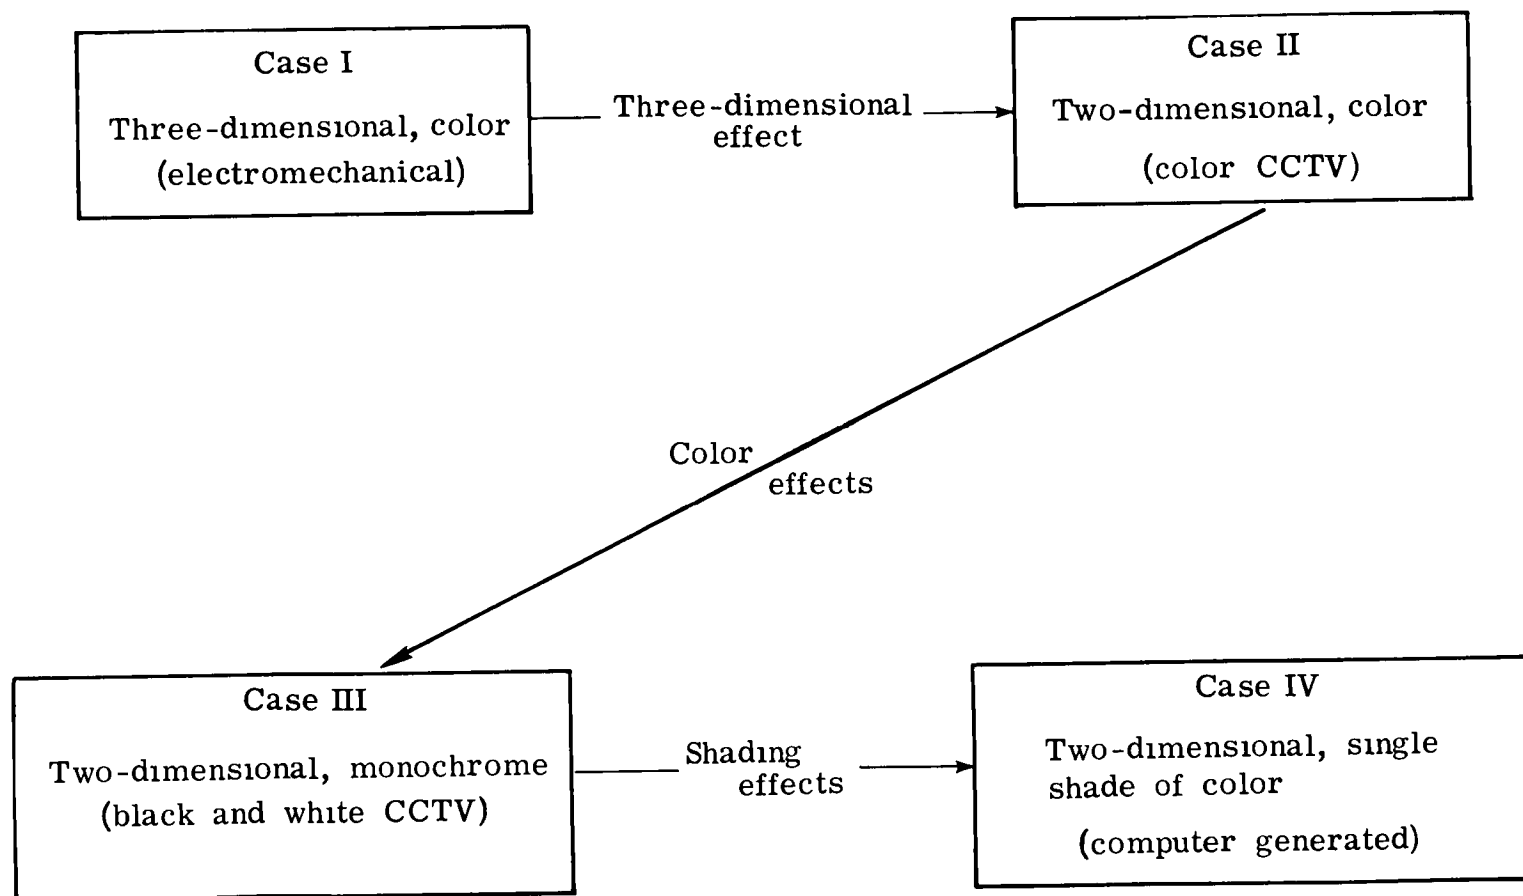 Case I
Three-dimensional, color
(electromechanical)
Three-dimensional
effect
Case II
Two-dimensional, color
(color CCTV)
Color
effects
Case III
Two-dimensional, monochrome
(black and white CCTV)
Shading
effects
Case IV
Two-dimensional, single
shade of color
(computer generated)